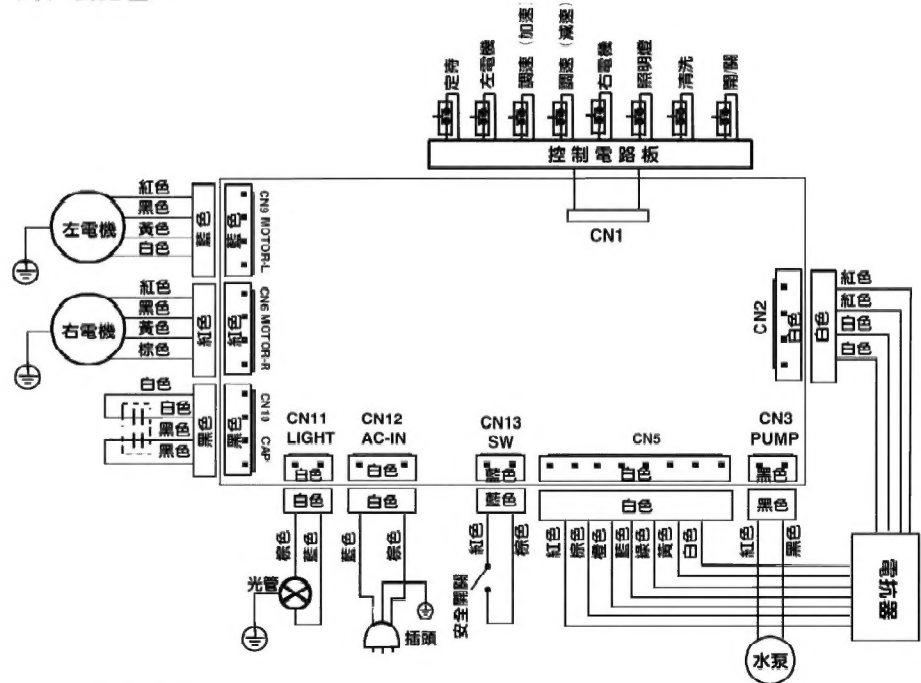 定時
左電機
調速（加速）
調速（減速）
右電機
照明燈
清洗
開/關
控制電路板
CN1
左電機
紅色
黑色
黃色
白色
藍色
藍色
CN9 MOTOR-L
右電機
紅色
黑色
黃色
棕色
紅色
紅色
CN6 MOTOR-R
白色
白色
黑色
黑色
黑色
黑色
CN10 CAP
CN2
白色
白色
紅色
紅色
白色
白色
CN11
LIGHT
白色
白色
棕色
藍色
光管
CN12
AC-IN
白色
白色
藍色
棕色
插頭
CN13
SW
藍色
藍色
紅色
棕色
安全開關
CN5
白色
白色
紅色
棕色
橙色
藍色
綠色
黃色
白色
CN3
PUMP
黑色
黑色
紅色
黑色
水泵
電抗器